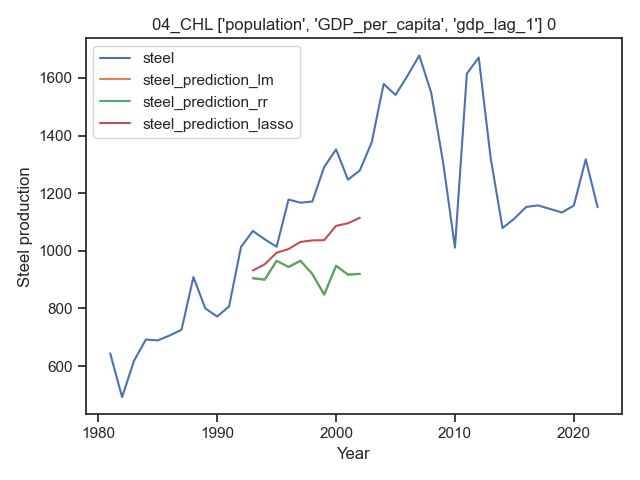 04_CHL ['population', 'GDP_per_capita', 'gdp_lag_1'] 0
steel
steel_prediction_lm
steel_prediction_rr
steel_prediction_lasso
Steel production
1600
1400
1200
1000
800
600
1980
1990
2000
2010
2020
Year